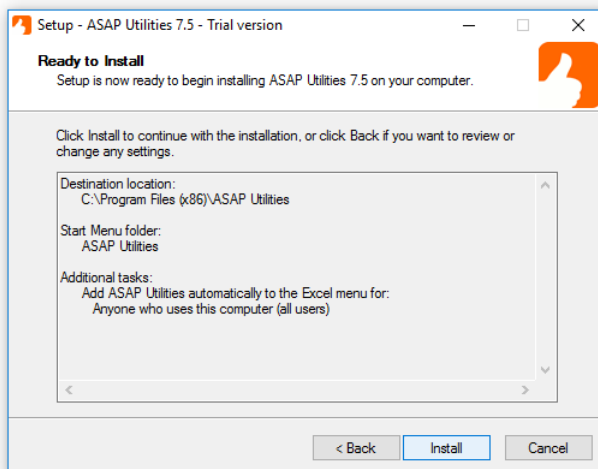 Setup - ASAP Utilities 7.5 - Trial version
Ready to Install
Setup is now ready to begin installing ASAP Utilities 7.5 on your computer.
Click Install to continue with the installation, or click Back if you want to review or
change any settings.
Destination location:
C:\Program Files (x86)\ASAP Utilities
Start Menu folder:
ASAP Utilities
Additional tasks:
Add ASAP Utilities automatically to the Excel menu for:
Anyone who uses this computer (all users)
< Back Install Cancel